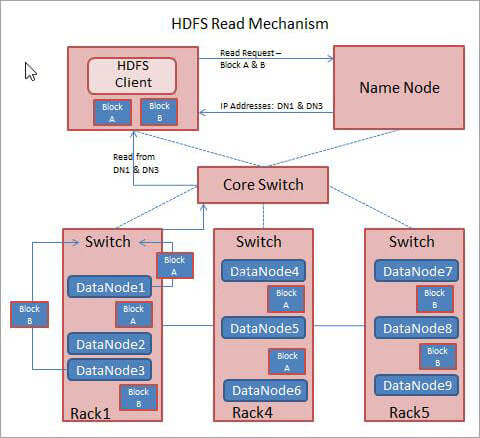 HDFS Read Mechanism
HDFS
Client
Block
A
Block
B
Read Request –
Block A & B
IP Addresses: DN1 & DN3
Name Node
Read from
DN1 & DN3
Core Switch
Switch
Block
A
DataNode1
Block
B
Block
A
DataNode2
DataNode3
Block
B
Rack1
Switch
DataNode4
Block
A
DataNode5
Block
A
DataNode6
Rack4
Switch
DataNode7
Block
B
DataNode8
Block
B
DataNode9
Rack5